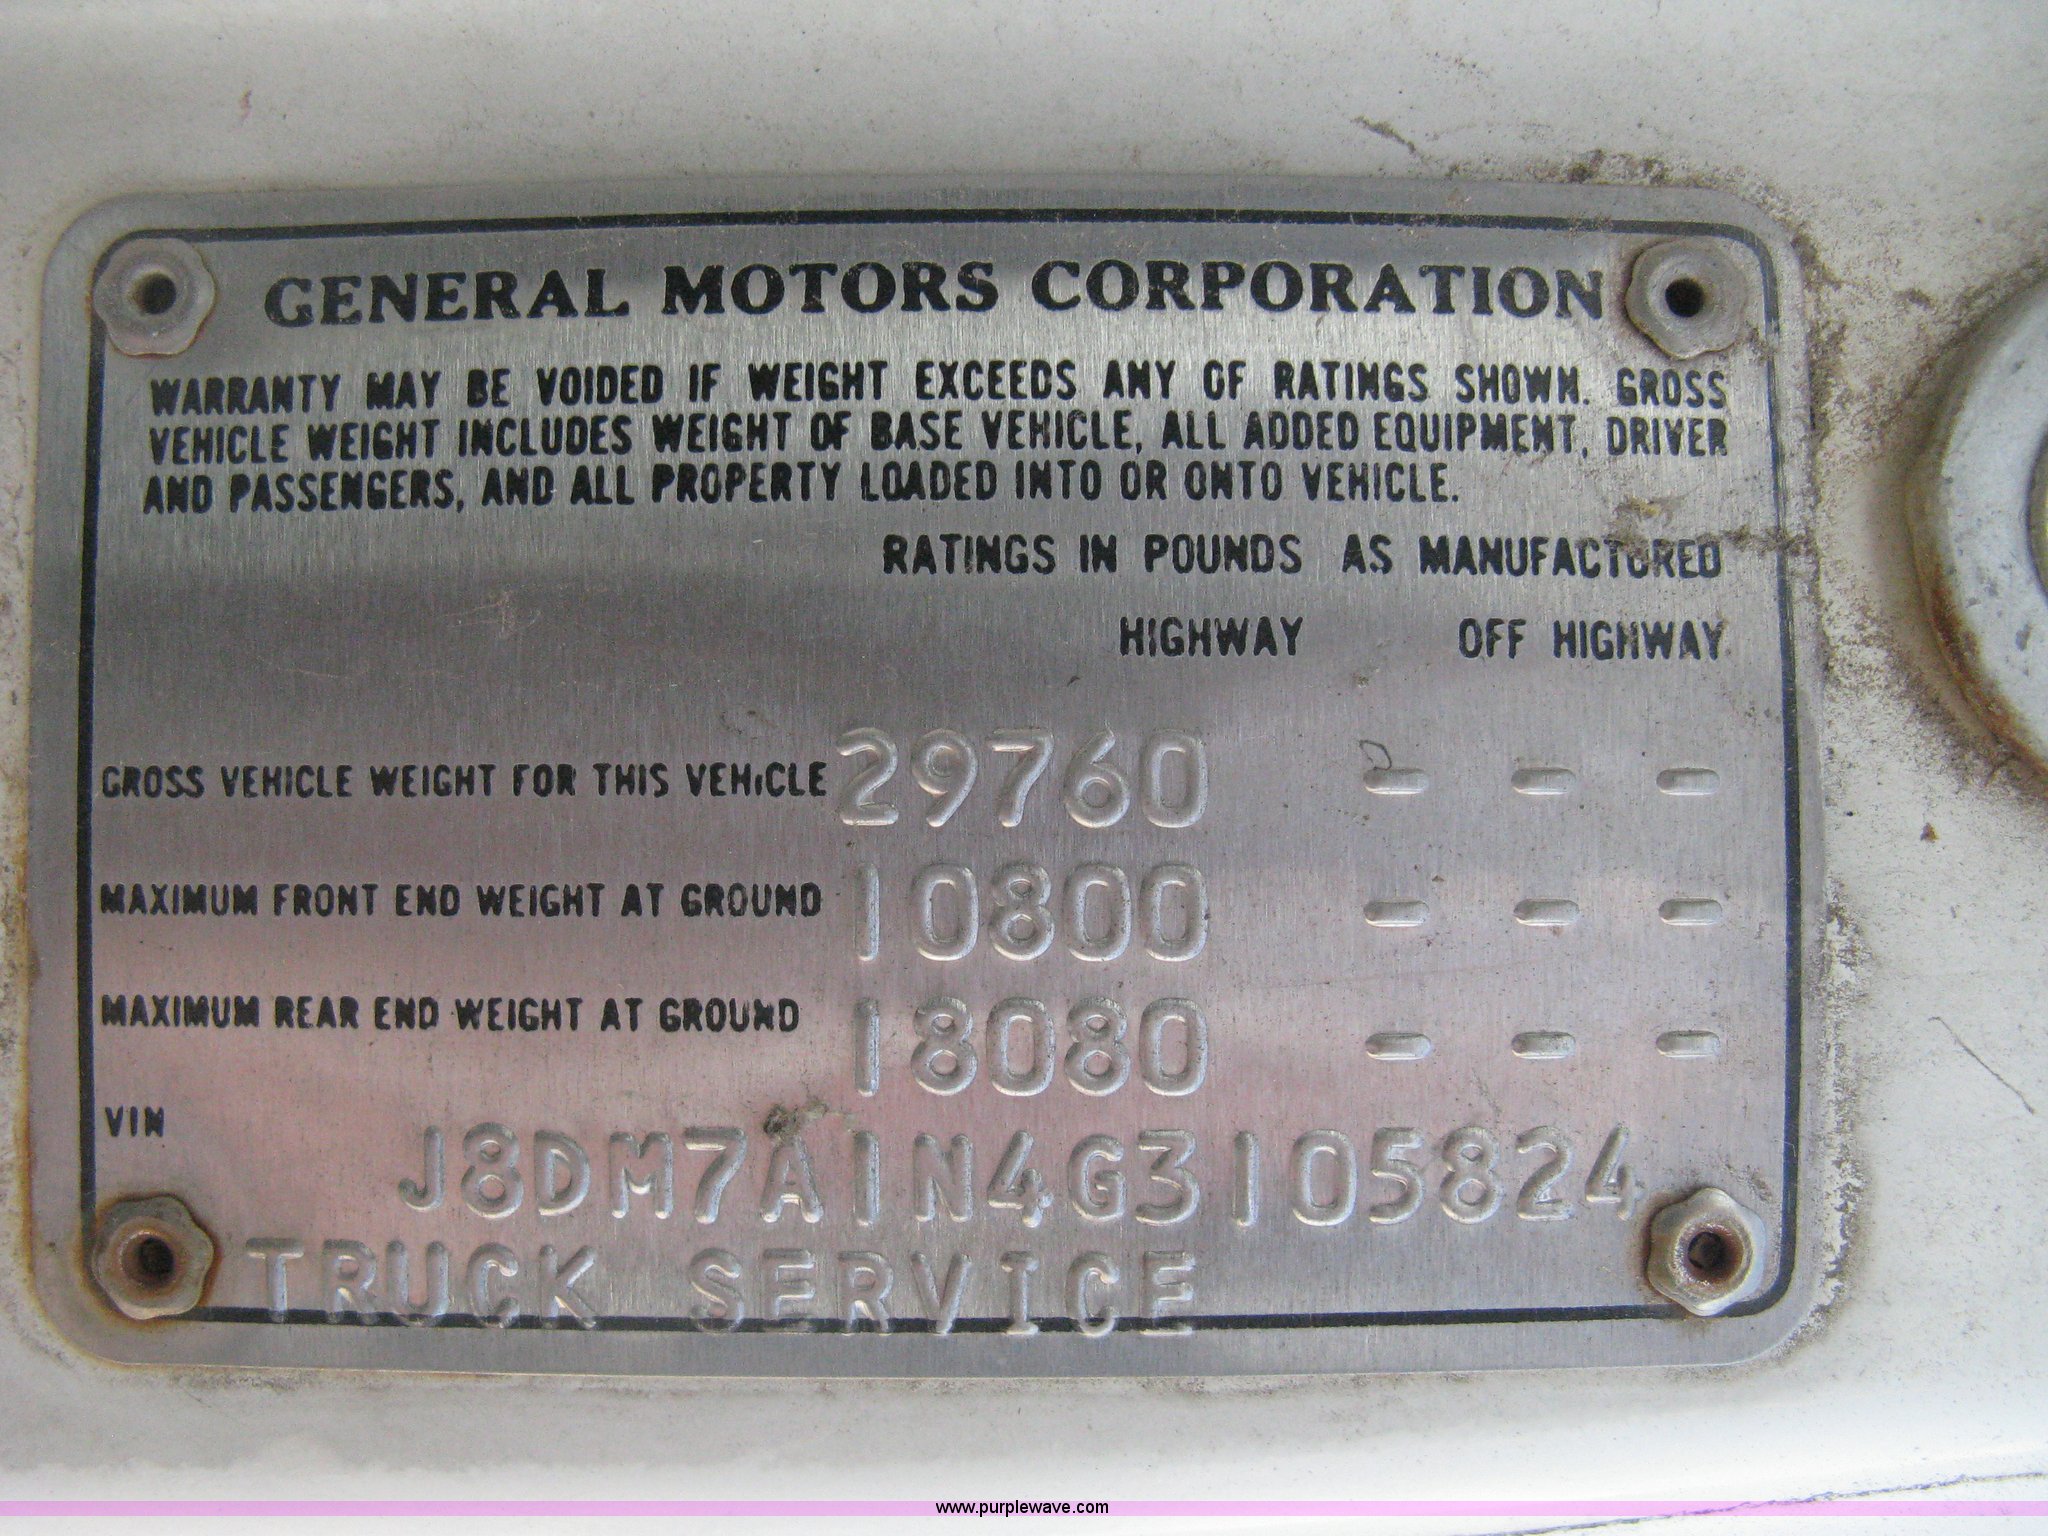 GENERAL MOTORS CORPORATION
WARRANTY MAY BE VOIDED IF WEIGHT EXCEEDS ANY OF RATINGS SHOWN. GROSS
VEHICLE WEIGHT INCLUDES WEIGHT OF BASE VEHICLE, ALL ADDED EQUIPMENT, DRIVER
AND PASSENGERS, AND ALL PROPERTY LOADED INTO OR ONTO VEHICLE.
RATINGS IN POUNDS AS MANUFACTURED
HIGHWAY OFF HIGHWAY
GROSS VEHICLE WEIGHT FOR THIS VEHICLE 29760 - - -
MAXIMUM FRONT END WEIGHT AT GROUND 10800 - - -
MAXIMUM REAR END WEIGHT AT GROUND 18080 - - -
VIN
J8DM7A1N4G3105824
TRUCK SERVICE
www.purplewave.com